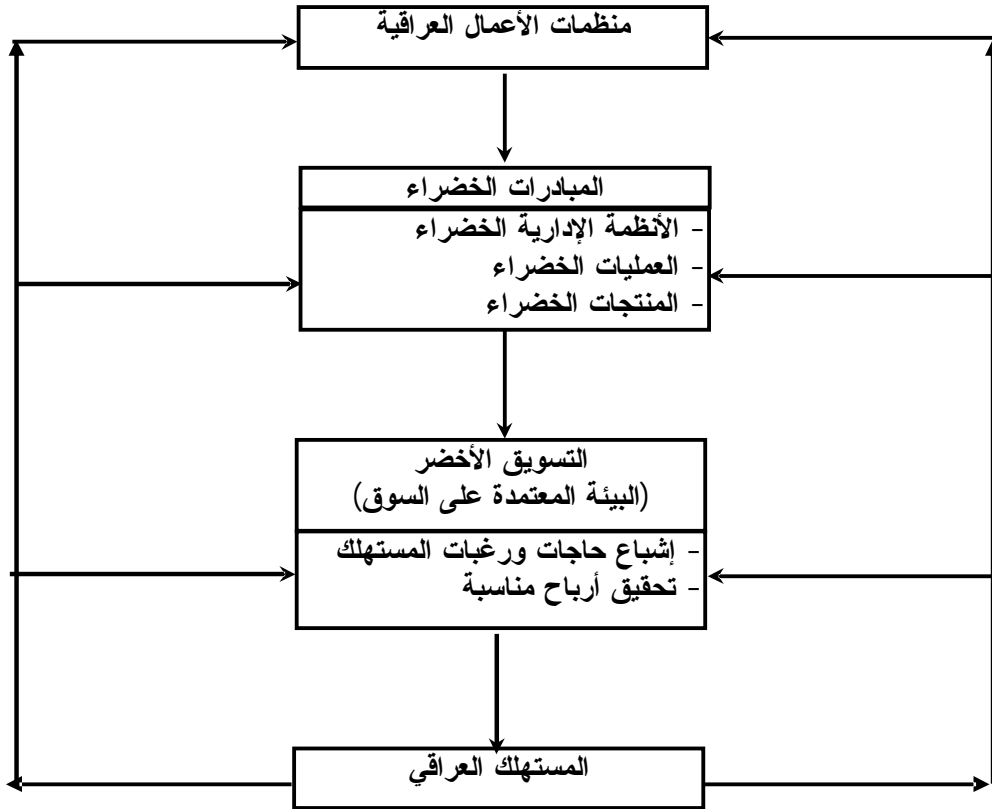 منظمات الأعمال العراقية
المبادرات الخضراء
- الأنظمة الإدارية الخضراء
- العمليات الخضراء
- المنتجات الخضراء
التسويق الأخضر
(البيئة المعتمدة على السوق)
- إشباع حاجات ورغبات المستهلك
- تحقيق أرباح مناسبة
المستهلك العراقي